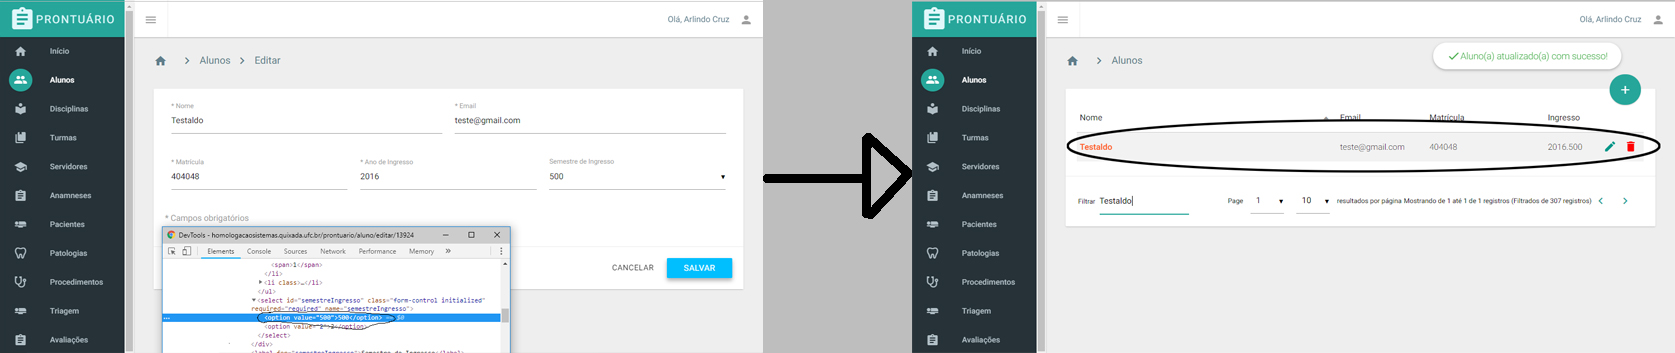 PRONTUÁRIO
Olá, Arlindo Cruz
Início
Alunos
Disciplinas
Turmas
Servidores
Anamneses
Pacientes
Patologias
Procedimentos
Triagem
Avaliações
Alunos
Editar
* Nome
Testaldo
* Email
teste@gmail.com
* Matrícula
404048
* Ano de Ingresso
2016
Semestre de Ingresso
500
* Campos obrigatórios
CANCELAR
SALVAR
DevTools - homologacaosistemas.quixada.ufc.br/prontuario/aluno/editar/13924
Elements Console Sources Network Performance Memory »
<span>1</span>
</li>
<li class>…</li>
</ul>
<select id="semestreIngresso" class="form-control initialized"
required="required" name="semestreIngresso">
<option value="500">500</option> == $0
<option value="2">2</option>
</select>
</div>
<label for="semestreIngresso">Semestre de Ingresso</label>
PRONTUÁRIO
Olá, Arlindo Cruz
Início
Alunos
Disciplinas
Turmas
Servidores
Anamneses
Pacientes
Patologias
Procedimentos
Triagem
Avaliações
Alunos
Aluno(a) atualizado(a) com sucesso!
+
Nome Email Matrícula Ingresso
Testaldo teste@gmail.com 404048 2016.500
Filtrar Testaldo
Page 1 10 resultados por página Mostrando de 1 até 1 de 1 registros (Filtrados de 307 registros)